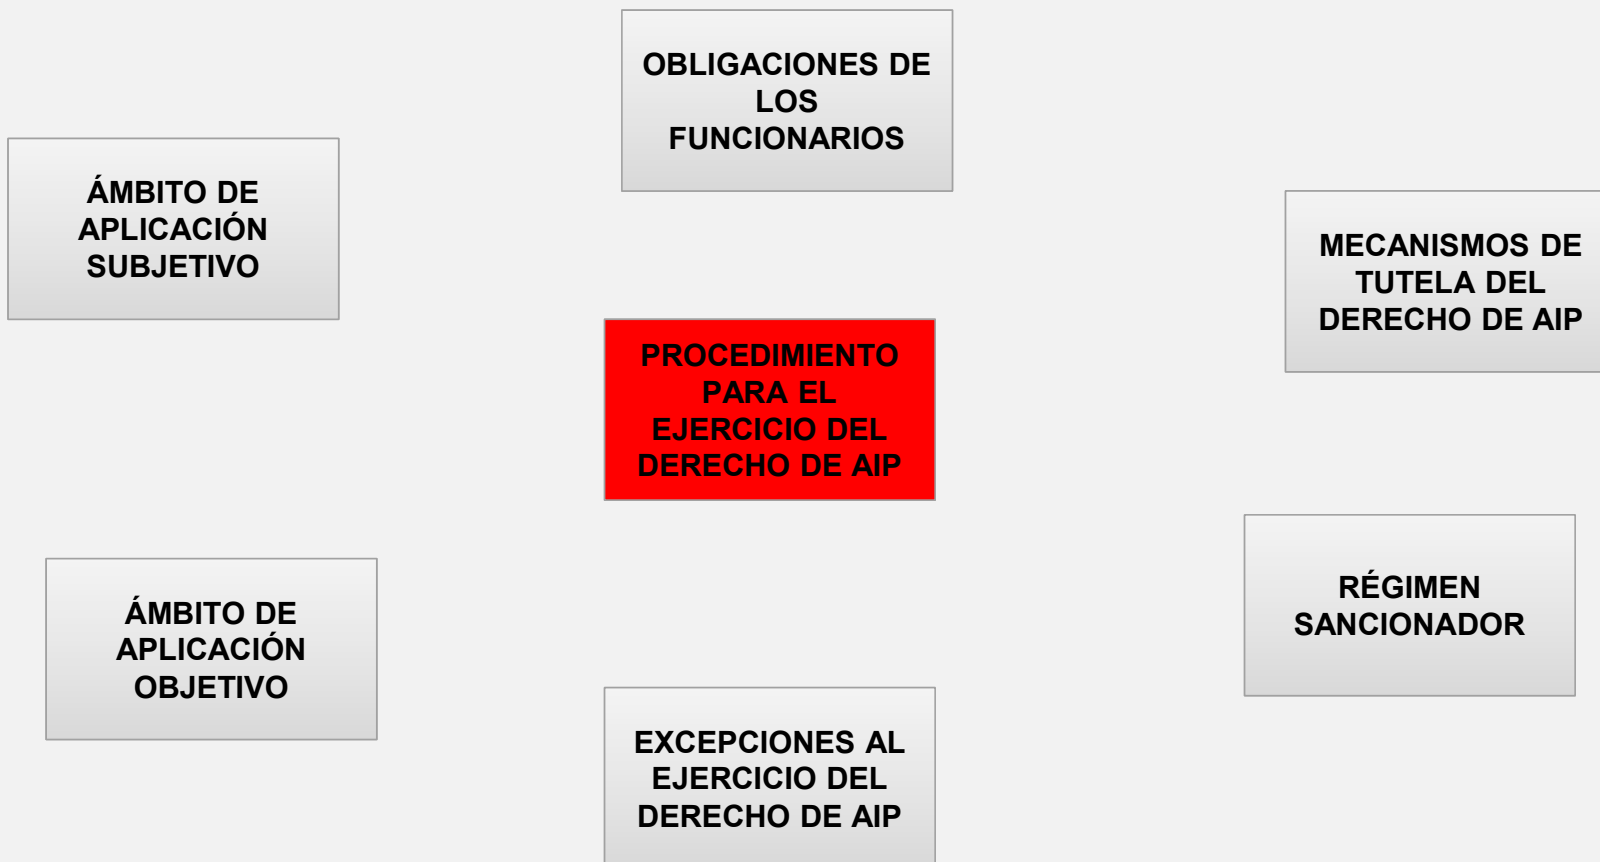 OBLIGACIONES DE
LOS
FUNCIONARIOS
ÁMBITO DE
APLICACIÓN
SUBJETIVO
MECANISMOS DE
TUTELA DEL
DERECHO DE AIP
PROCEDIMIENTO
PARA EL
EJERCICIO DEL
DERECHO DE AIP
RÉGIMEN
SANCIONADOR
ÁMBITO DE
APLICACIÓN
OBJETIVO
EXCEPCIONES AL
EJERCICIO DEL
DERECHO DE AIP